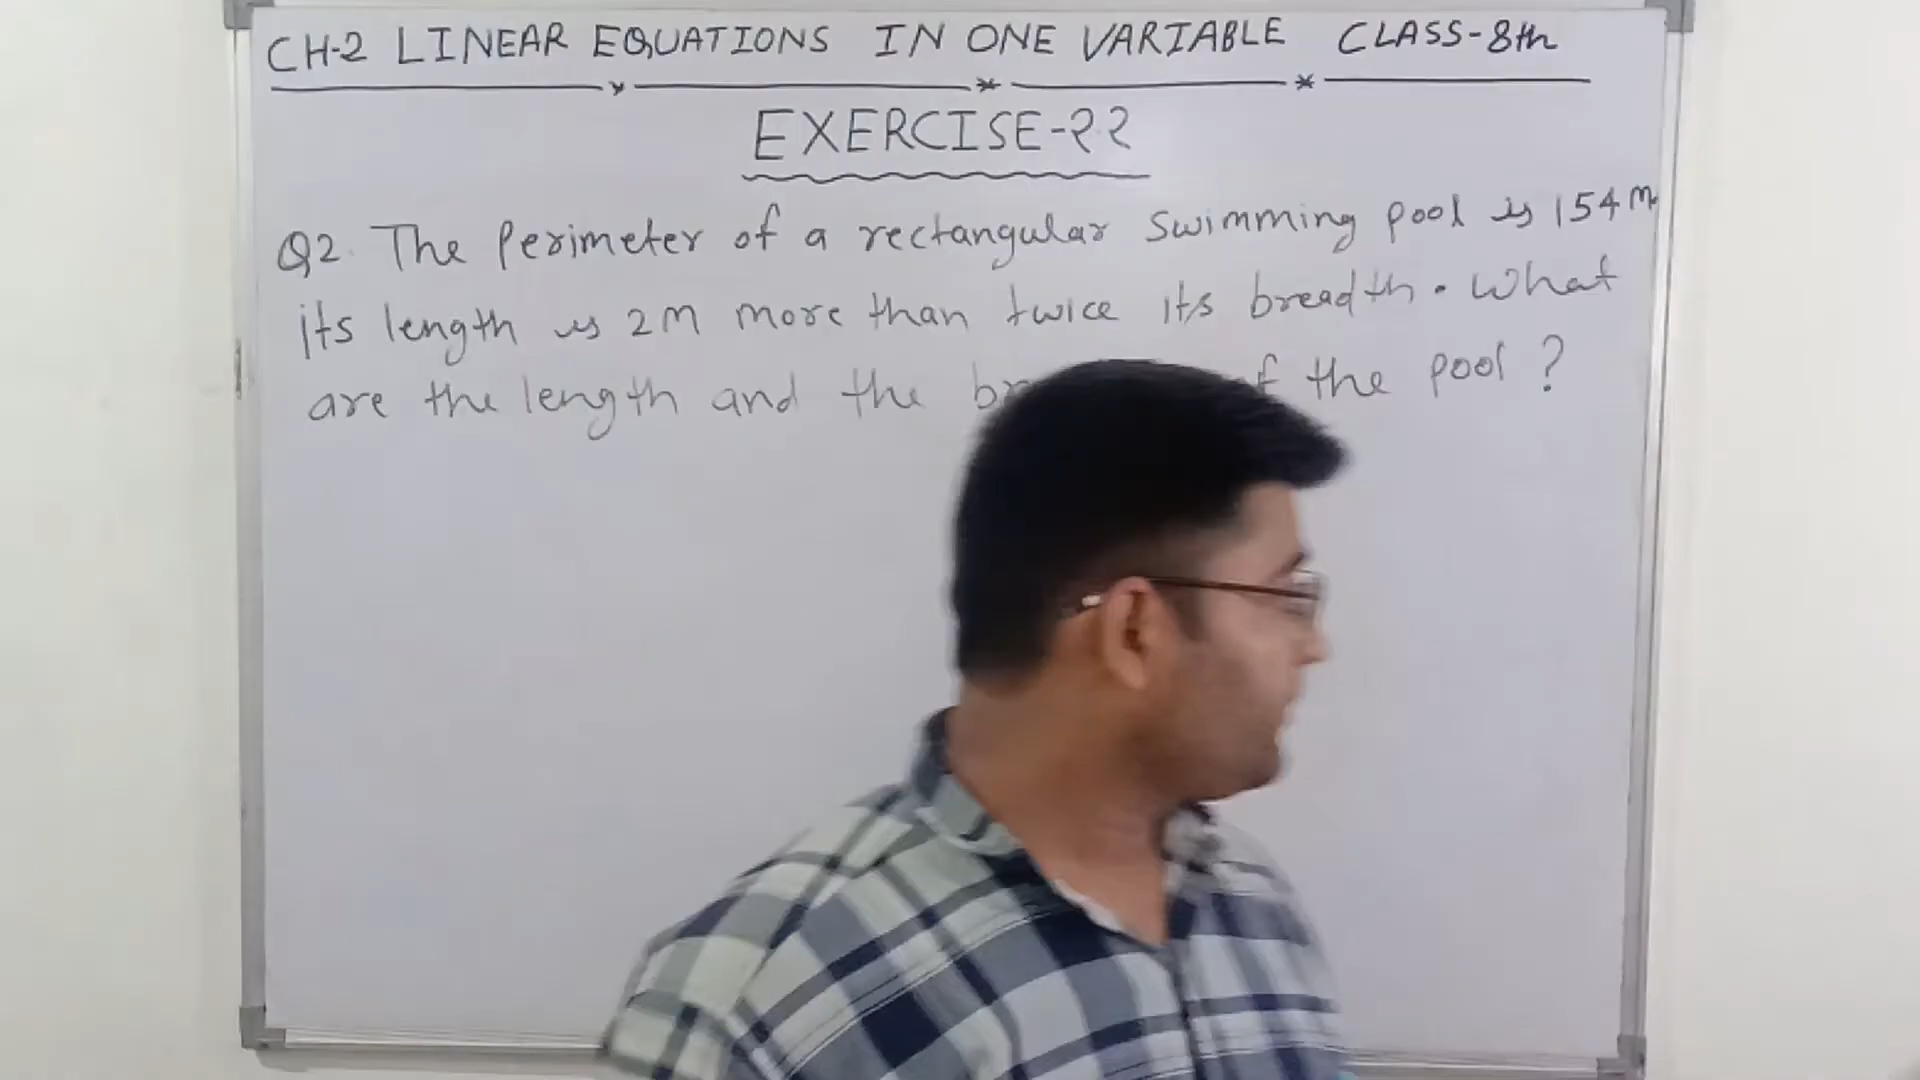 CH-2 LINEAR EQUATIONS IN ONE VARIABLE CLASS-8th
EXERCISE-2.2
Q2. The Perimeter of a rectangular swimming pool is 154 m.
its length is 2M more than twice its breadth. What
are the length and the the pool ?